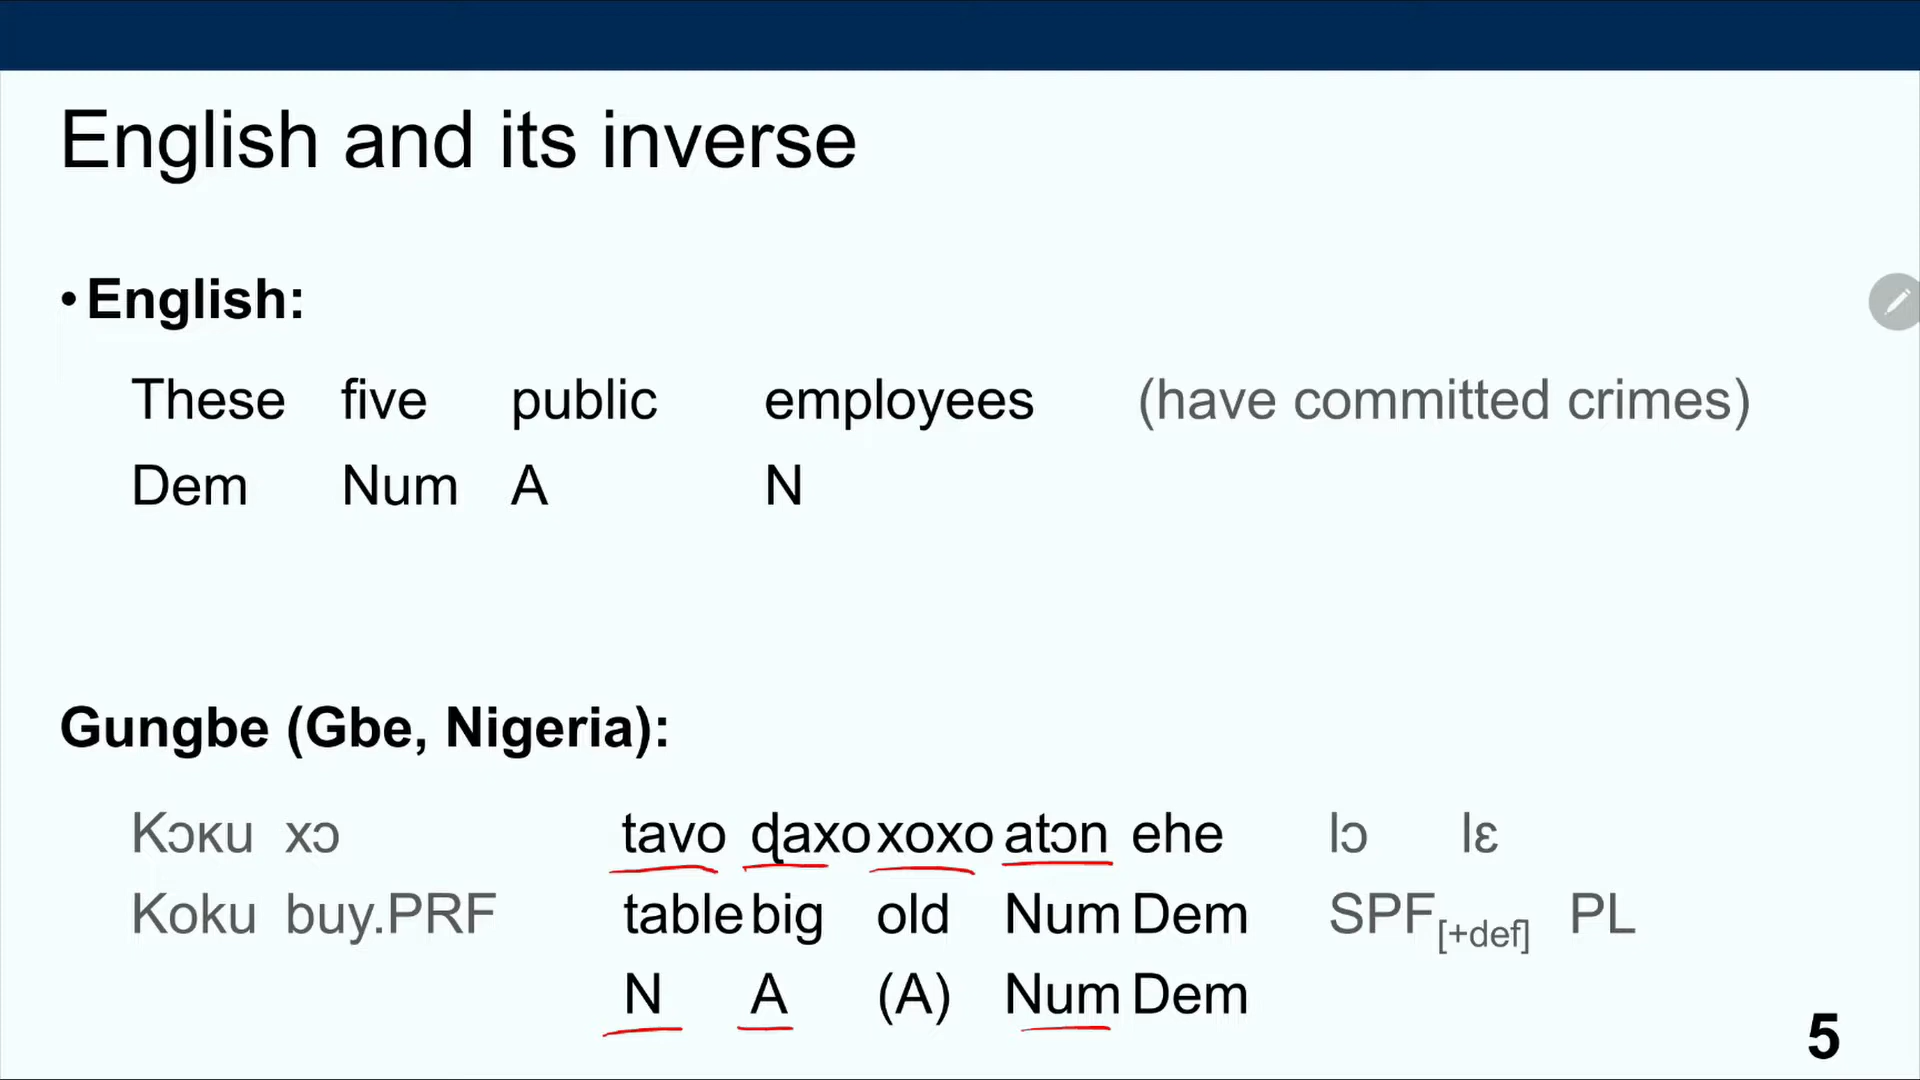 English and its inverse
• English:
These five public employees (have committed crimes)
Dem Num A N
Gungbe (Gbe, Nigeria):
Kɔĸu xɔ tavo ɖaxo xoxo atɔn ehe lɔ lɛ
Koku buy.PRF table big old Num Dem SPF[+def] PL
N A (A) Num Dem
5